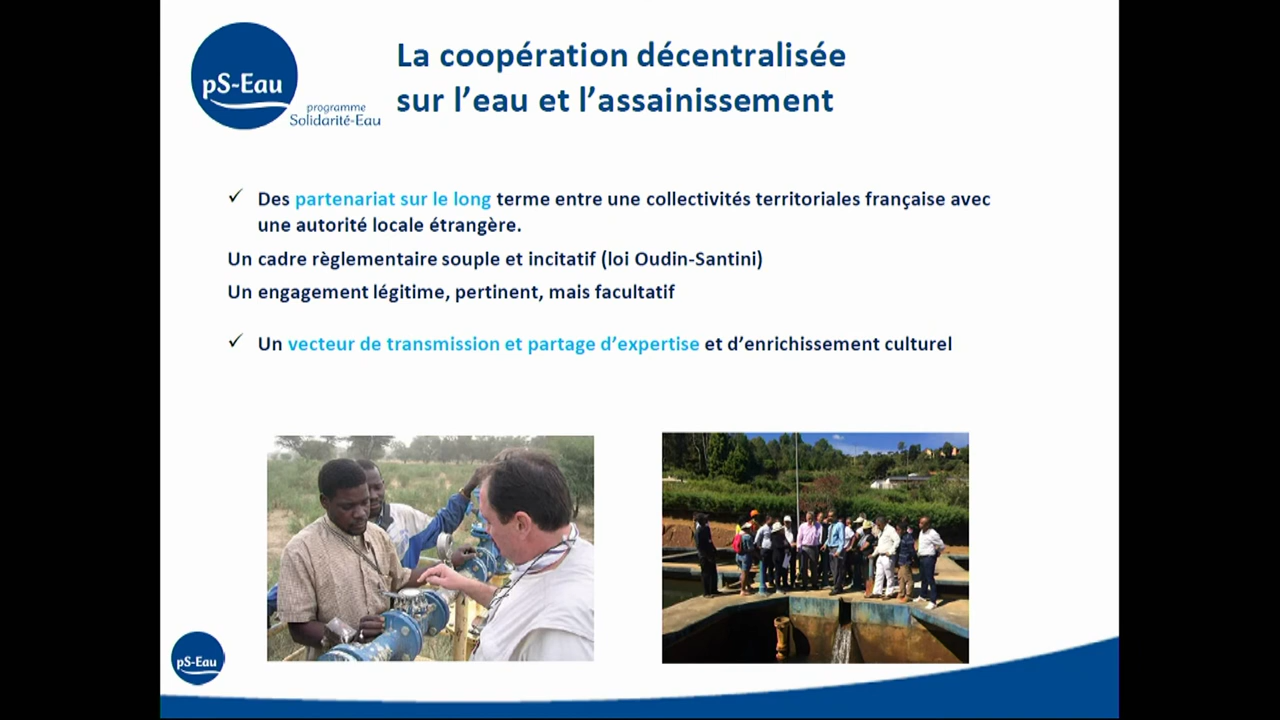 pS-Eau
programme
Solidarité-Eau
La coopération décentralisée
sur l’eau et l’assainissement
✓ Des partenariat sur le long terme entre une collectivités territoriales française avec
une autorité locale étrangère.
Un cadre règlementaire souple et incitatif (loi Oudin-Santini)
Un engagement légitime, pertinent, mais facultatif
✓ Un vecteur de transmission et partage d’expertise et d’enrichissement culturel
pS-Eau